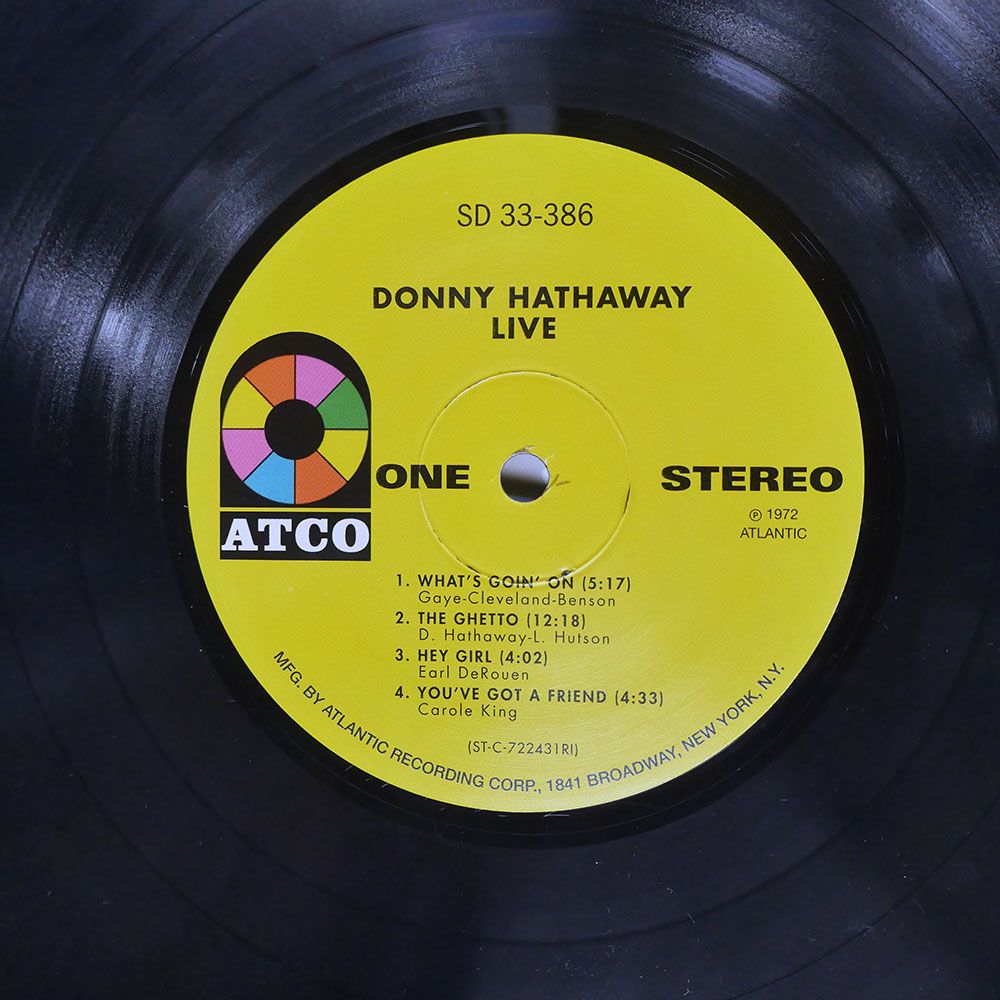 SD 33-386
DONNY HATHAWAY
LIVE
ATCO
ONE
STEREO
℗ 1972
ATLANTIC
1. WHAT'S GOIN' ON (5:17)
Gaye-Cleveland-Benson
2. THE GHETTO (12:18)
D. Hathaway-L. Hutson
3. HEY GIRL (4:02)
Earl DeRouen
4. YOU'VE GOT A FRIEND (4:33)
Carole King
(ST-C-722431RI)
MFG. BY ATLANTIC RECORDING CORP., 1841 BROADWAY, NEW YORK, N.Y.